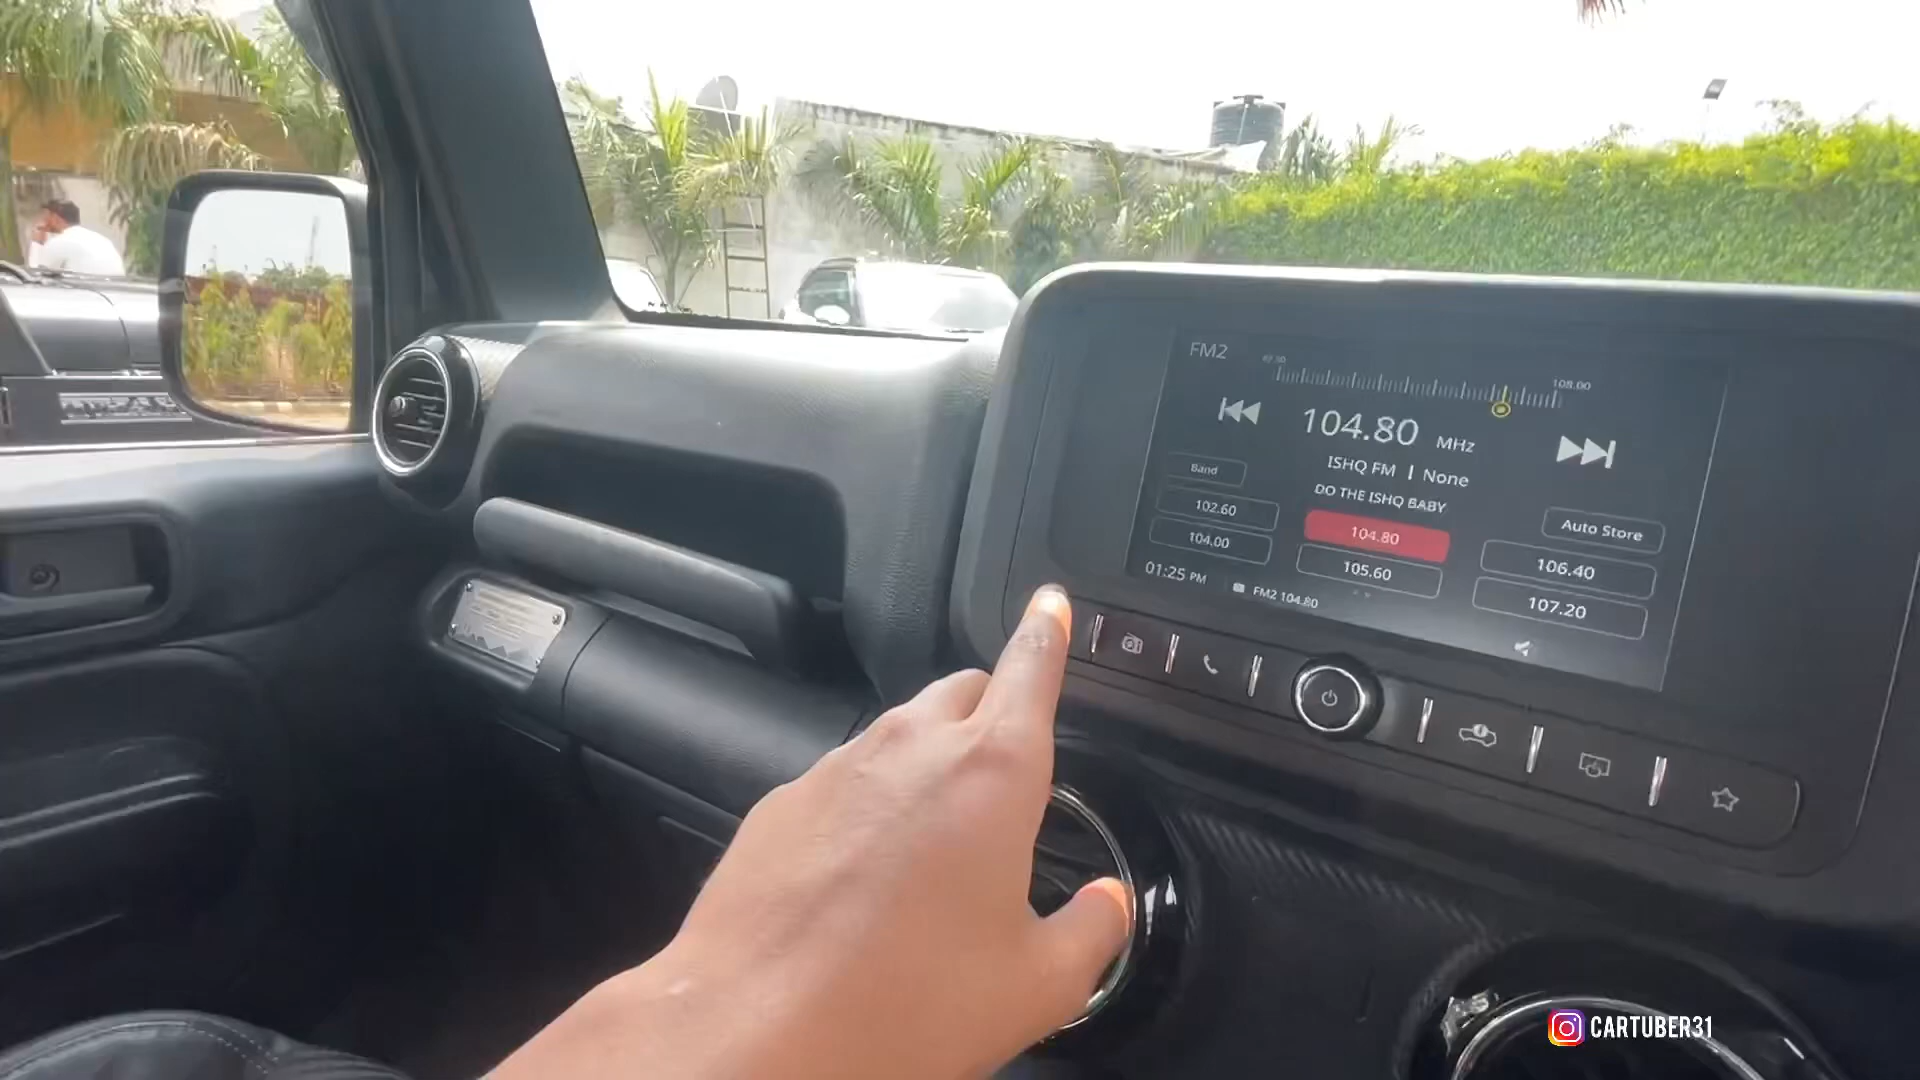 FM2
108.00
104.80 MHz
ISHQ FM | None
DO THE ISHQ BABY
Band
102.60
104.80
Auto Store
104.00
105.60
106.40
107.20
01:25 PM
FM2 104.80
CARTUBER31